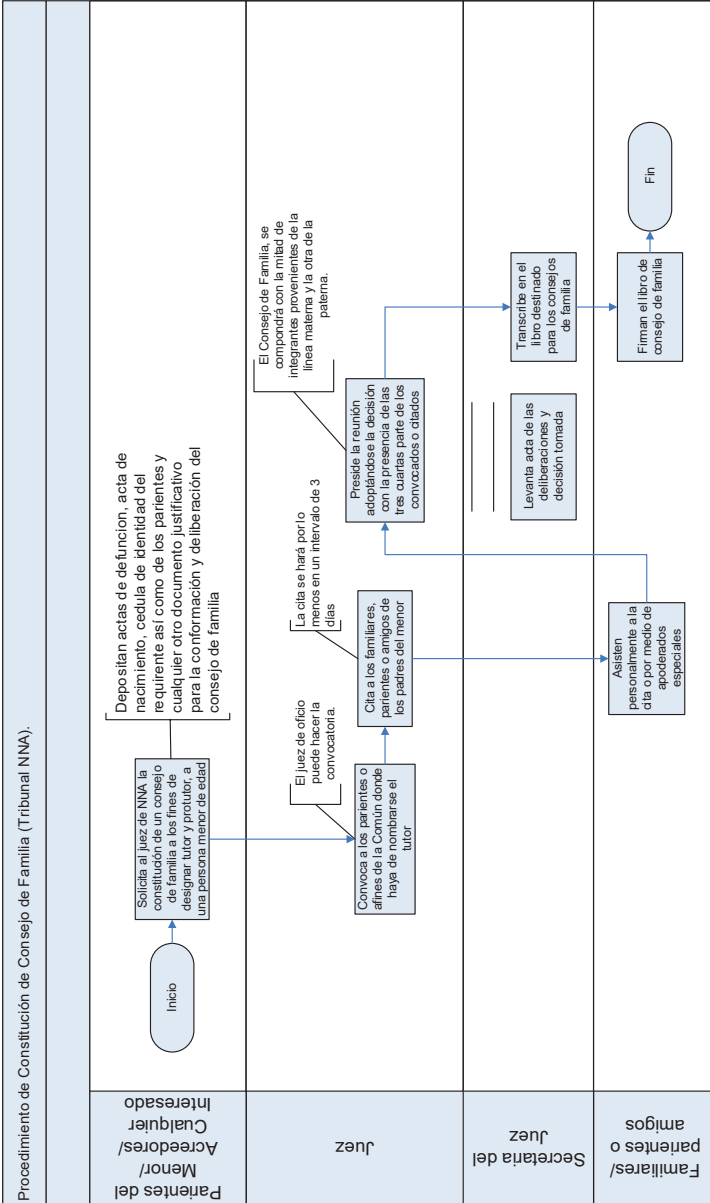 Procedimiento de Constitución de Consejo de Familia (Tribunal NNA).
Parientes del
Menor/
Acreedores/
Cualquier
Interesado
Inicio
Solicita al juez de NNA la
constitución de un consejo
de familia a los fines de
designar tutor y protutor, a
una persona menor de edad
Depositan actas de defuncion, acta de
nacimiento, cedula de identidad del
requirente así como de los parientes y
cualquier otro documento justificativo
para la conformación y deliberación del
consejo de familia
Juez
Convoca a los parientes o
afines de la Común donde
haya de nombrarse el
tutor
El juez de oficio
puede hacer la
convocatoria.
Cita a los familiares,
parientes o amigos de
los padres del menor
La cita se hará por lo
menos en un intervalo de 3
días
Preside la reunión
adoptándose la decisión
con la presencia de las
tres cuartas parte de los
convocados o citados
El Consejo de Familia, se
compondrá con la mitad de
integrantes provenientes de la
línea materna y la otra de la
paterna.
Secretaria del
Juez
Levanta acta de las
deliberaciones y
decisión tomada
Transcribe en el
libro destinado
para los consejos
de familia
Familiares/
parientes o
amigos
Asisten
personalmente a la
cita o por medio de
apoderados
especiales
Firman el libro de
consejo de familia
Fin